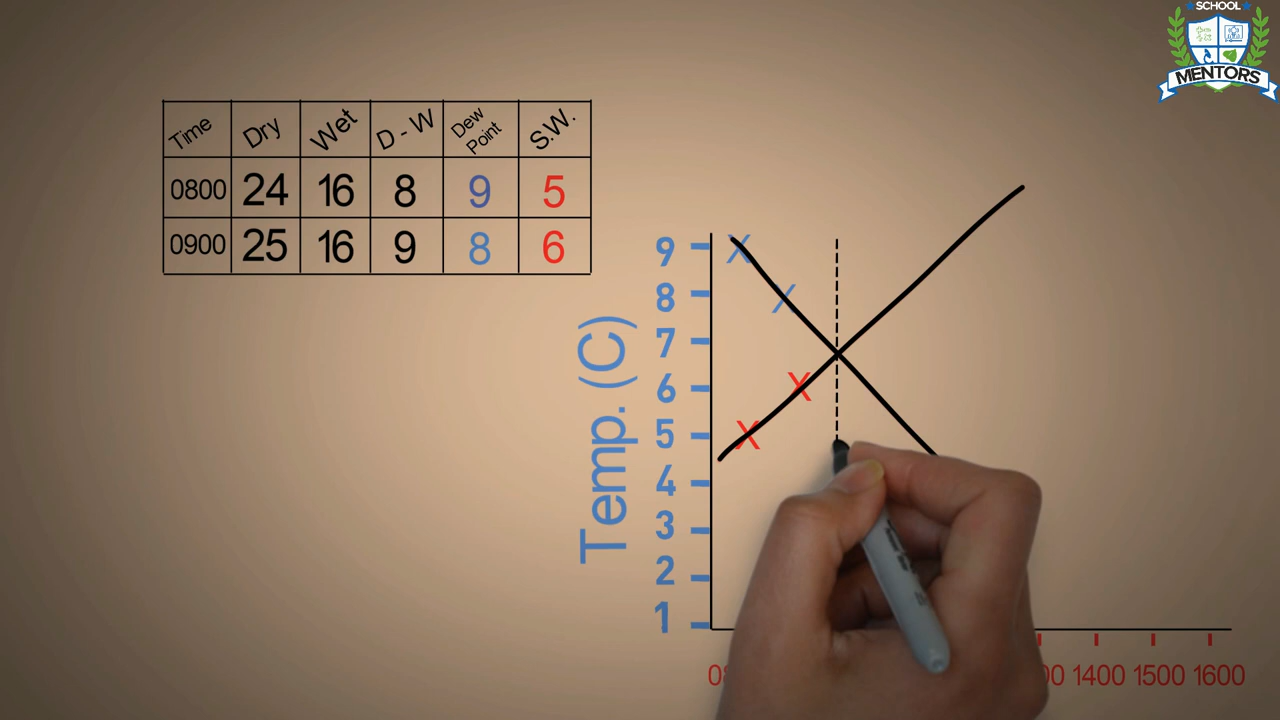 SCHOOL
MENTORS
Time Dry Wet D - W Dew Point S.W.
0800 24 16 8 9 5
0900 25 16 9 8 6
Temp. (C)
9
8
7
6
5
4
3
2
1
1400 1500 1600